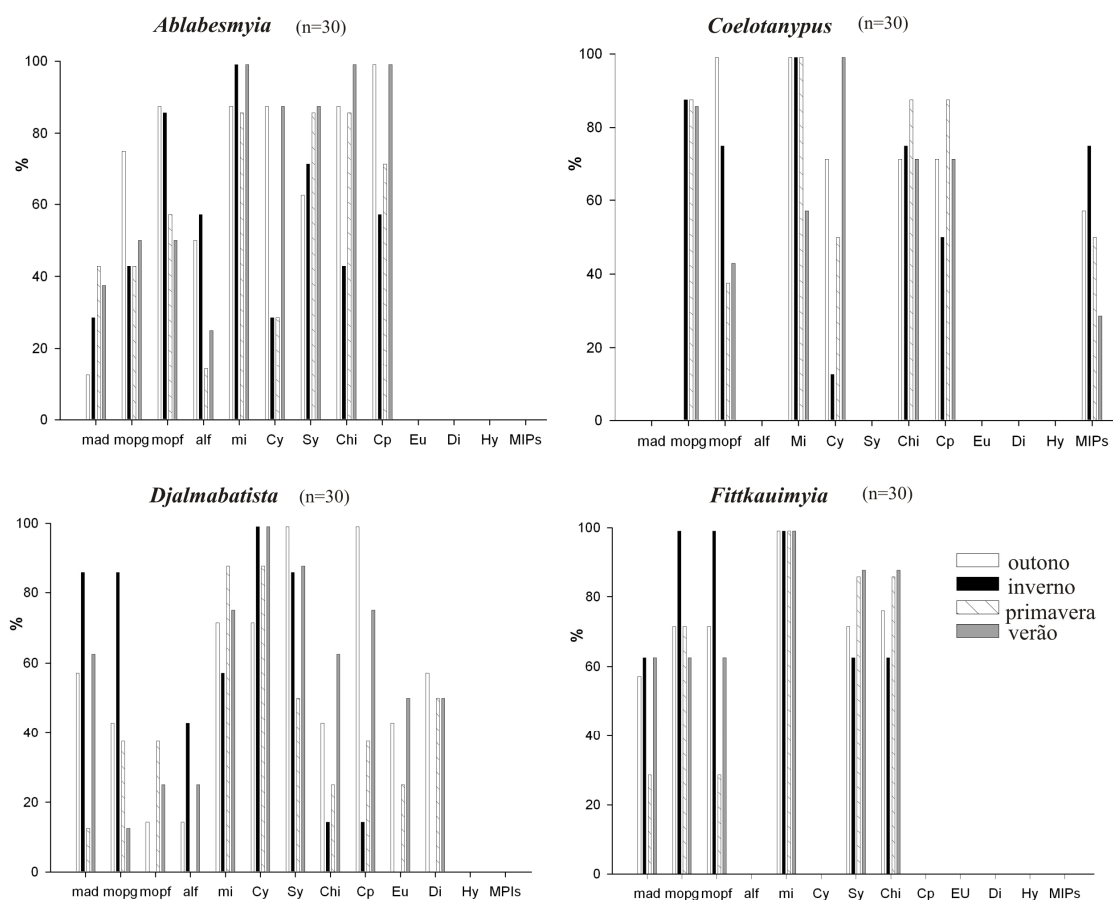 Ablabesmyia (n=30)
%
100
80
60
40
20
0
mad mopg mopf alf mi Cy Sy Chi Cp Eu Di Hy MIPs
Coelotanypus (n=30)
%
100
80
60
40
20
0
mad mopg mopf alf Mi Cy Sy Chi Cp Eu Di Hy MIPs
Djalmabatista (n=30)
%
100
80
60
40
20
0
mad mopg mopf alf mi Cy Sy Chi Cp Eu Di Hy MPIs
Fittkauimyia (n=30)
%
100
80
60
40
20
0
mad mopg mopf alf mi Cy Sy Chi Cp EU Di Hy MIPs
outono
inverno
primavera
verão